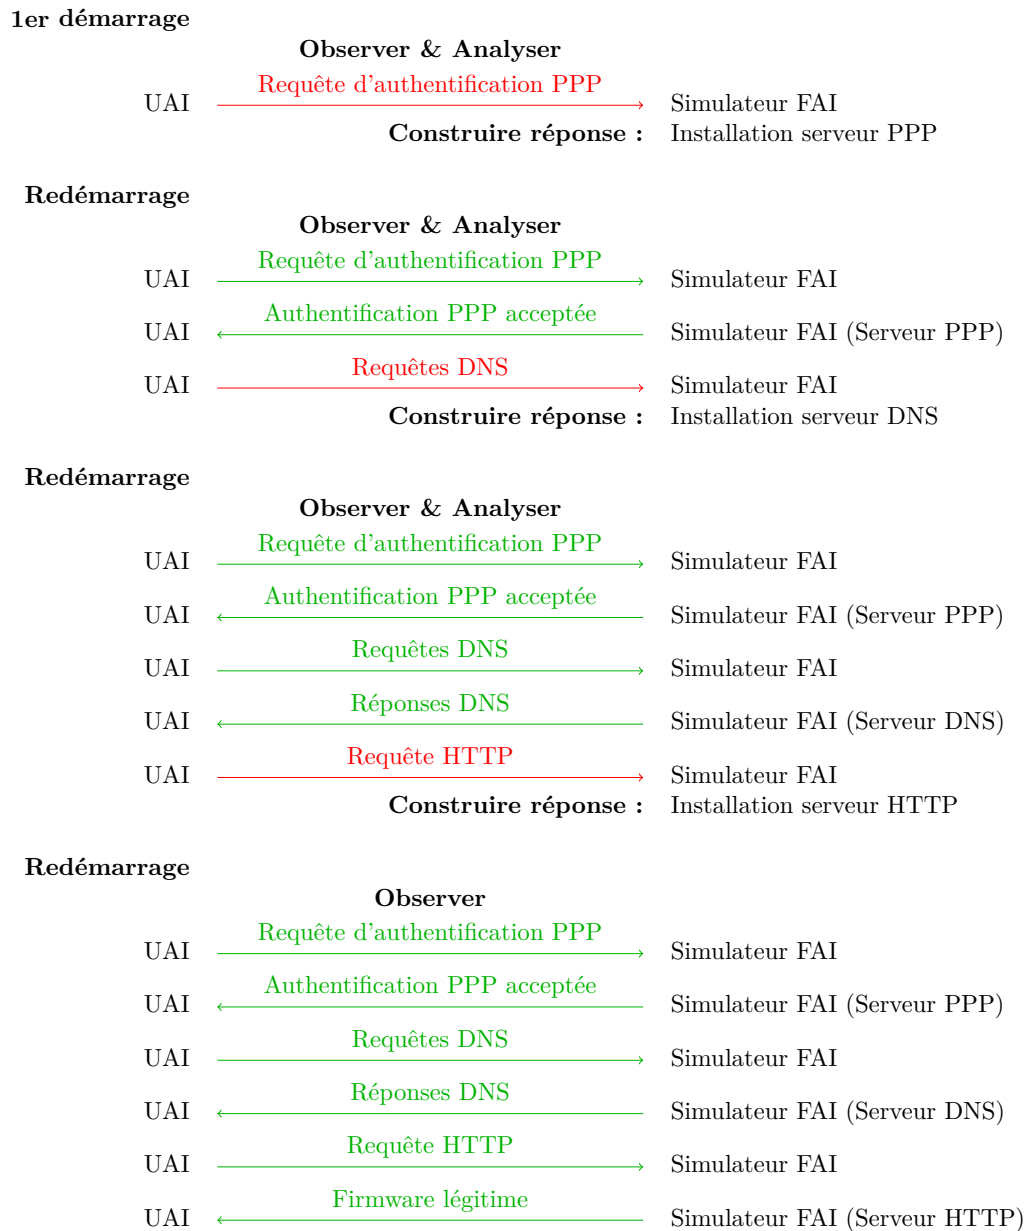 1er démarrage
Observer & Analyser
Requête d'authentification PPP
UAI Simulateur FAI
Construire réponse : Installation serveur PPP
Redémarrage
Observer & Analyser
Requête d'authentification PPP
UAI Simulateur FAI
Authentification PPP acceptée
UAI Simulateur FAI (Serveur PPP)
Requêtes DNS
UAI Simulateur FAI
Construire réponse : Installation serveur DNS
Redémarrage
Observer & Analyser
Requête d'authentification PPP
UAI Simulateur FAI
Authentification PPP acceptée
UAI Simulateur FAI (Serveur PPP)
Requêtes DNS
UAI Simulateur FAI
Réponses DNS
UAI Simulateur FAI (Serveur DNS)
Requête HTTP
UAI Simulateur FAI
Construire réponse : Installation serveur HTTP
Redémarrage
Observer
Requête d'authentification PPP
UAI Simulateur FAI
Authentification PPP acceptée
UAI Simulateur FAI (Serveur PPP)
Requêtes DNS
UAI Simulateur FAI
Réponses DNS
UAI Simulateur FAI (Serveur DNS)
Requête HTTP
UAI Simulateur FAI
Firmware légitime
UAI Simulateur FAI (Serveur HTTP)